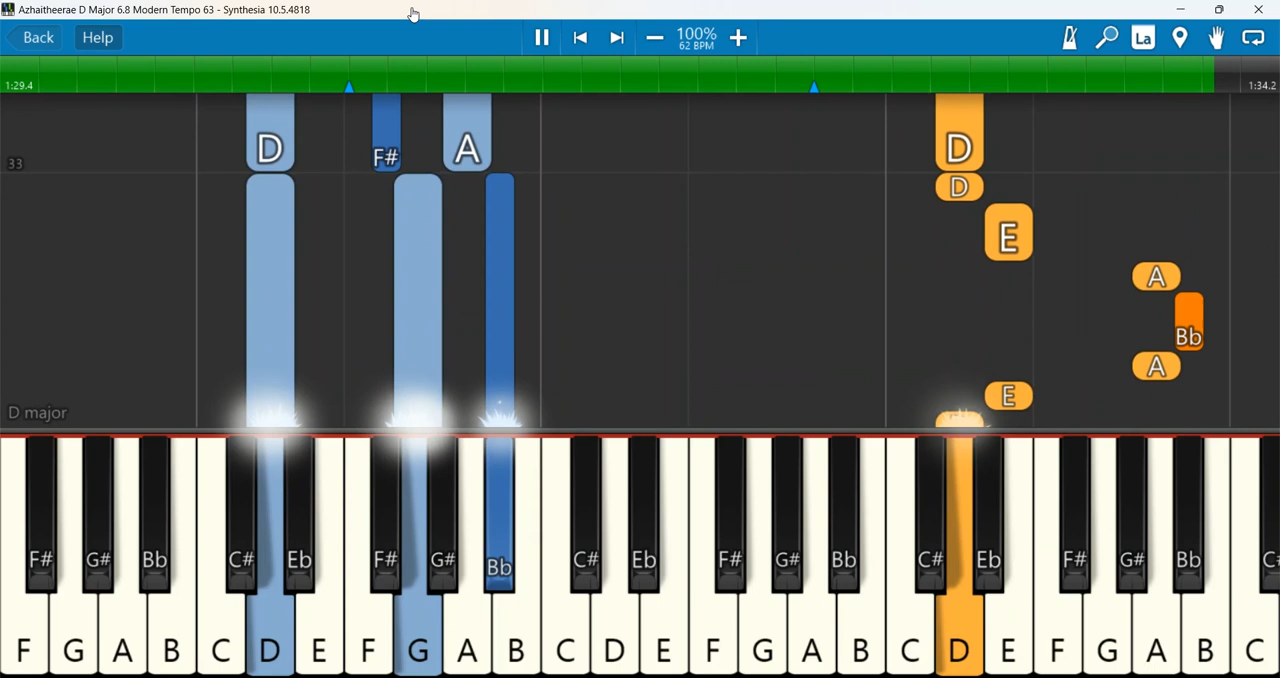 Azhaitheerae D Major 6.8 Modern Tempo 63 - Synthesia 10.5.4818
Back Help 100% La
62 BPM
1:29.4 1:34.2
D F# A D
33
D
E
A
Bb
A
E
D major
F# G# Bb C# Eb F# G# Bb C# Eb F# G# Bb C# Eb F# G# Bb C#
F G A B C D E F G A B C D E F G A B C D E F G A B C